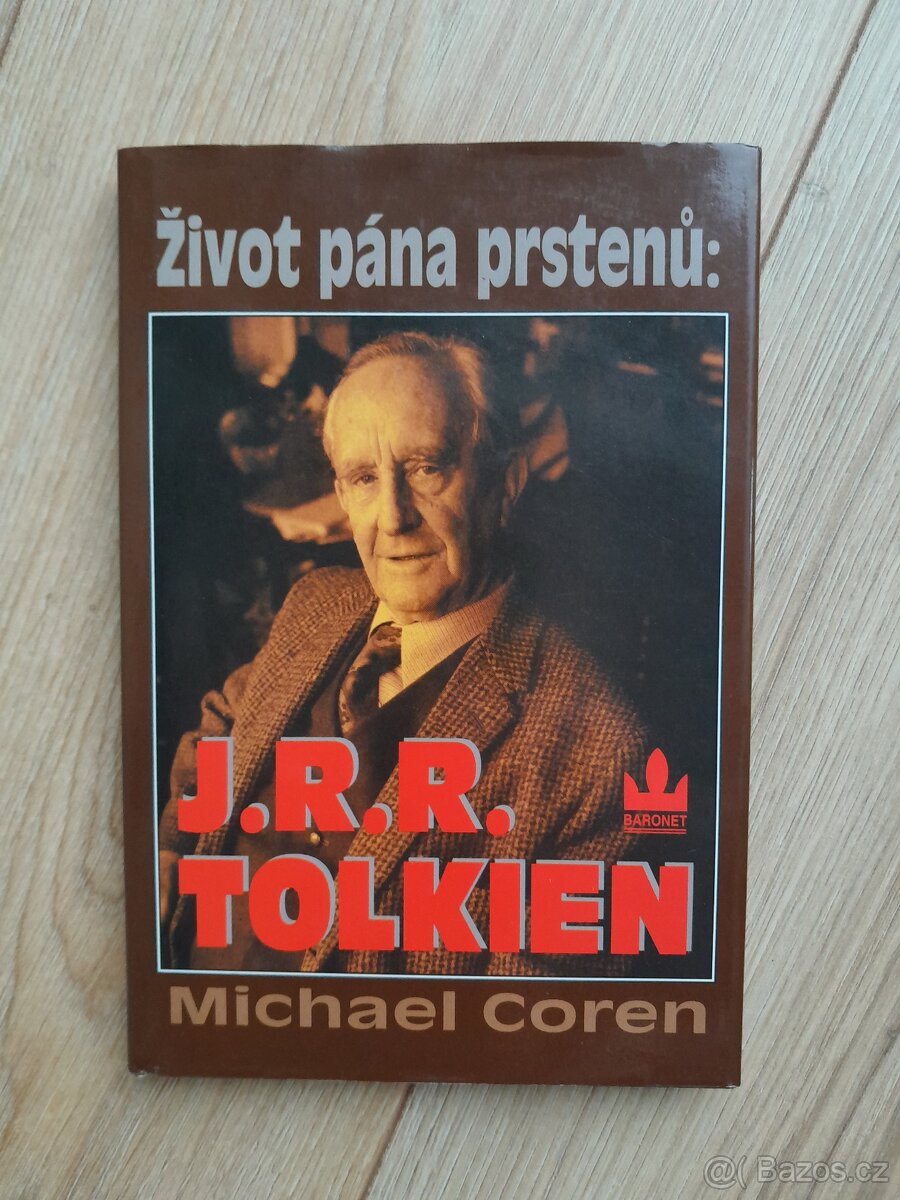 Život pána prstenů:
J.R.R.
TOLKIEN
BARONET
Michael Coren
@( Bazos.cz